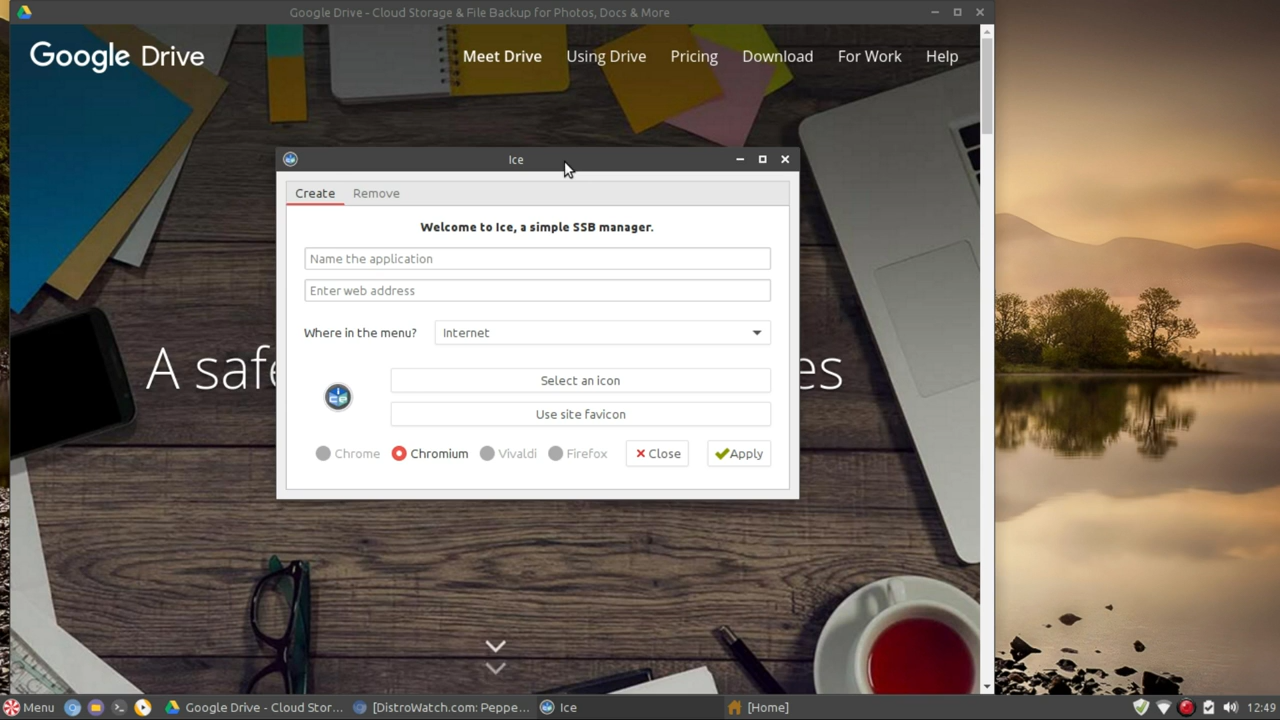 Google Drive - Cloud Storage & File Backup for Photos, Docs & More
Google Drive
Meet Drive Using Drive Pricing Download For Work Help
Ice
Create Remove
Welcome to Ice, a simple SSB manager.
Name the application
Enter web address
Where in the menu? Internet
A safe
es
Select an icon
Use site favicon
Chrome Chromium Vivaldi Firefox Close Apply
Menu Google Drive - Cloud Stor... [DistroWatch.com: Peppe... Ice [Home] 12:49